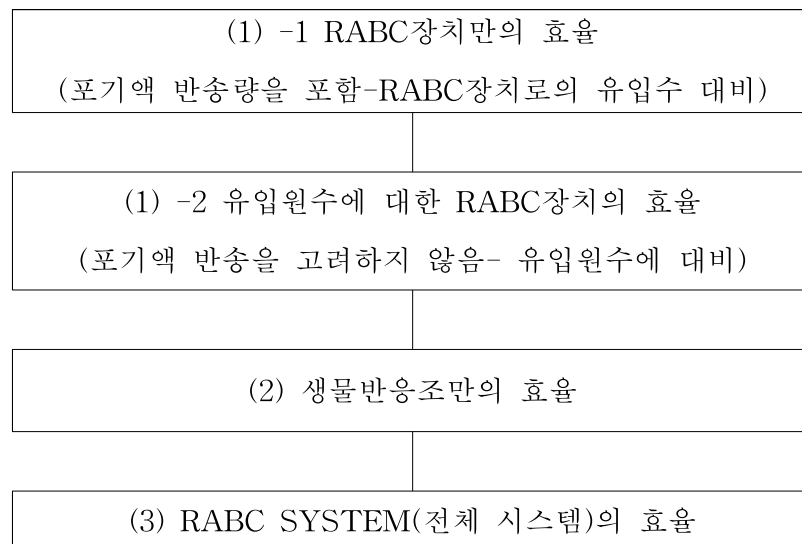 (1) -1 RABC장치만의 효율
(포기액 반송량을 포함-RABC장치로의 유입수 대비)
(1) -2 유입원수에 대한 RABC장치의 효율
(포기액 반송을 고려하지 않음- 유입원수에 대비)
(2) 생물반응조만의 효율
(3) RABC SYSTEM(전체 시스템)의 효율